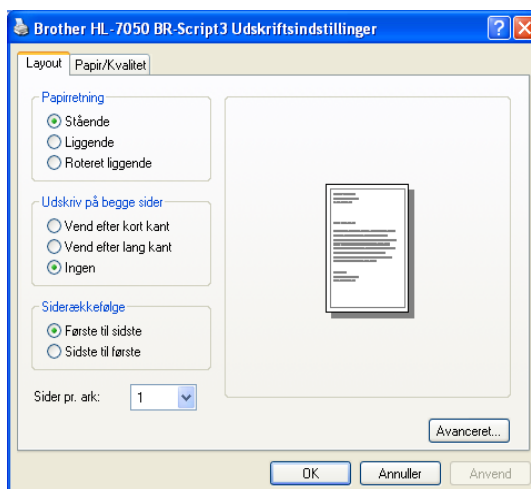 Brother HL-7050 BR-Script3 Udskriftsindstillinger
Layout Papir/Kvalitet
Papirretning
Stående
Liggende
Roteret liggende
Udskriv på begge sider
Vend efter kort kant
Vend efter lang kant
Ingen
Siderækkefølge
Første til sidste
Sidste til første
Sider pr. ark: 1
Avanceret...
OK Annuller Anvend